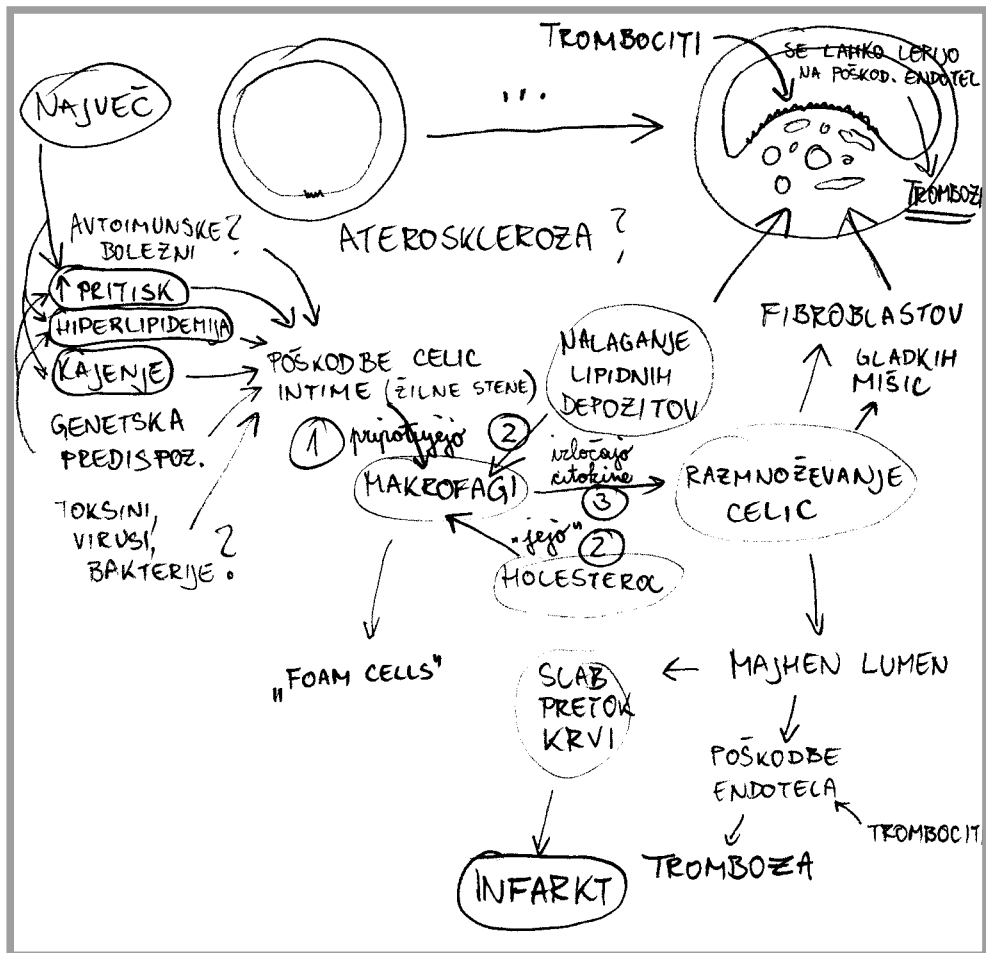 TROMBOCITI
SE LAHKO LEPIJO
NA POŠKOD. ENDOTEL
...
NAJVEČ
TROMBOZA
AVTOIMUNSKE?
BOLEZNI
ATEROSKLEROZA?
↑ PRITISK
HIPERLIPIDEMIJA
KAJENJE
GENETSKA
PREDISPOZ.
TOKSINI,
VIRUSI,
BAKTERIJE?
POŠKODBE CELIC
INTIME (ŽILNE STENE)
1 pripotujejo
2
NALAGANJE
LIPIDNIH
DEPOZITOV
FIBROBLASTOV
GLADKIH
MIŠIC
MAKROFAGI
izločajo
citokine
3
RAZMNOŽEVANJE
CELIC
„jejo" 2
HOLESTEROL
„FOAM CELLS"
SLAB
PRETOK
KRVI
MAJHEN LUMEN
POŠKODBE
ENDOTELA
TROMBOCITI
TROMBOZA
INFARKT